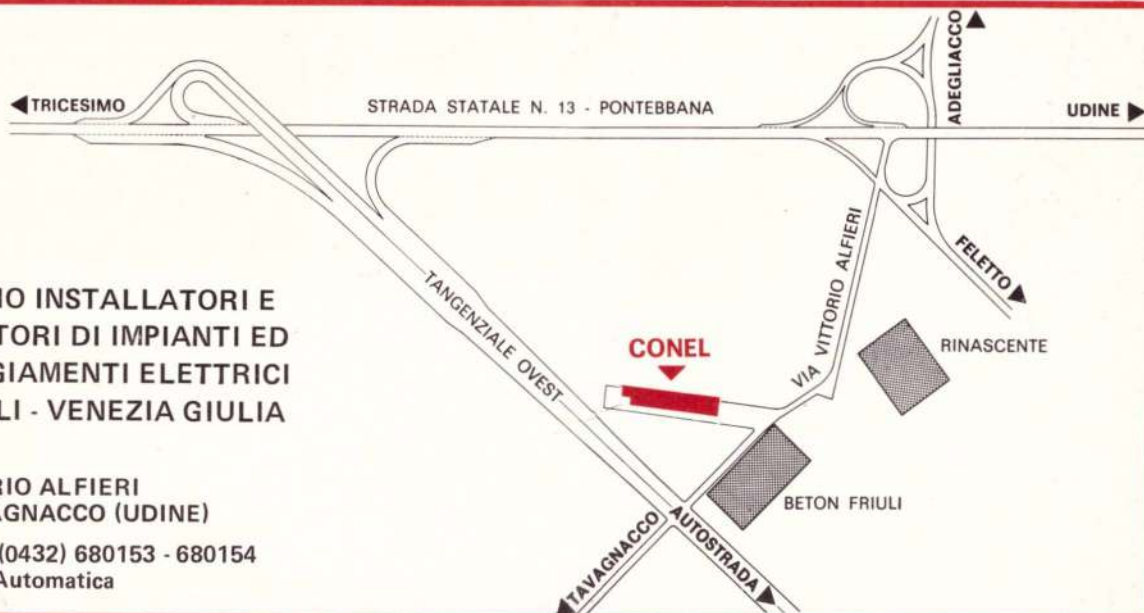 TRICESIMO
STRADA STATALE N. 13 - PONTEBBANA
ADEGLIACCO
UDINE
TANGENZIALE OVEST
VIA VITTORIO ALFIERI
FELETTO
CONEL
RINASCENTE
BETON FRIULI
TAVAGNACCO
AUTOSTRADA
IO INSTALLATORI E
TORI DI IMPIANTI ED
GIAMENTI ELETTRICI
LI - VENEZIA GIULIA
RIO ALFIERI
AGNACCO (UDINE)
(0432) 680153 - 680154
Automatica